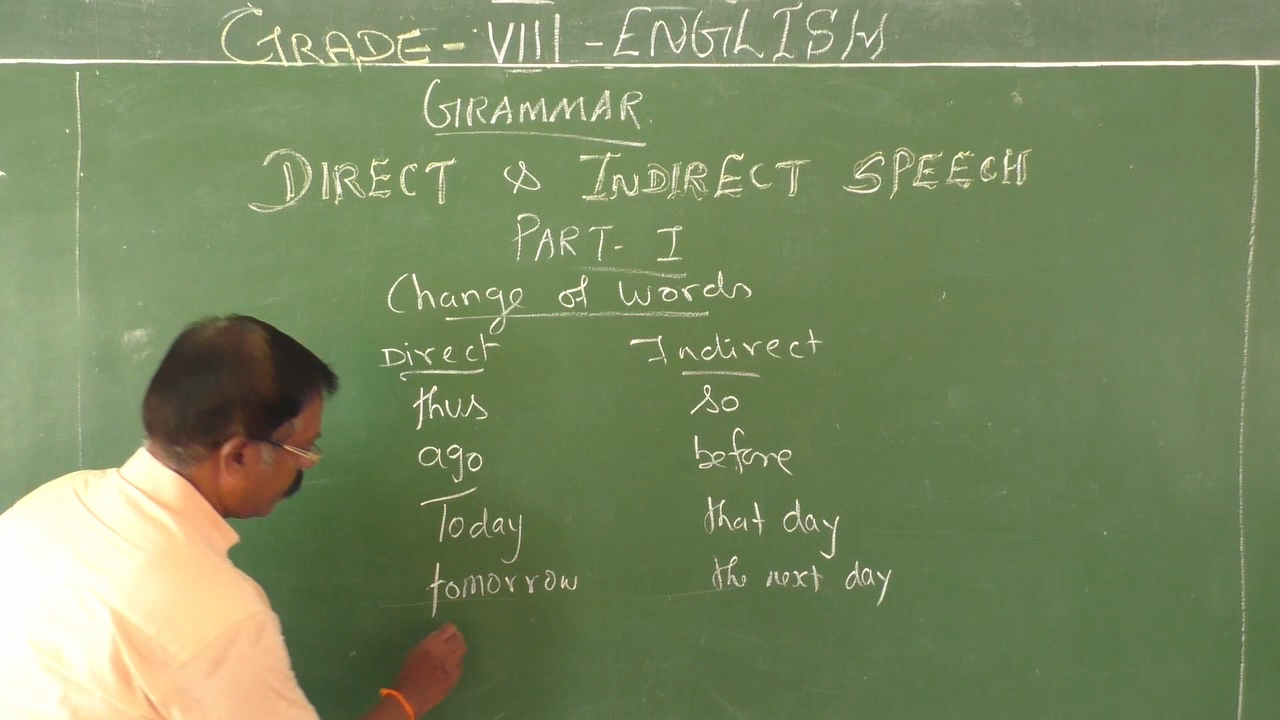 GRADE - VIII - ENGLISH
GRAMMAR
DIRECT & INDIRECT SPEECH
PART - I
Change of words
Direct Indirect
thus so
ago before
Today that day
tomorrow the next day